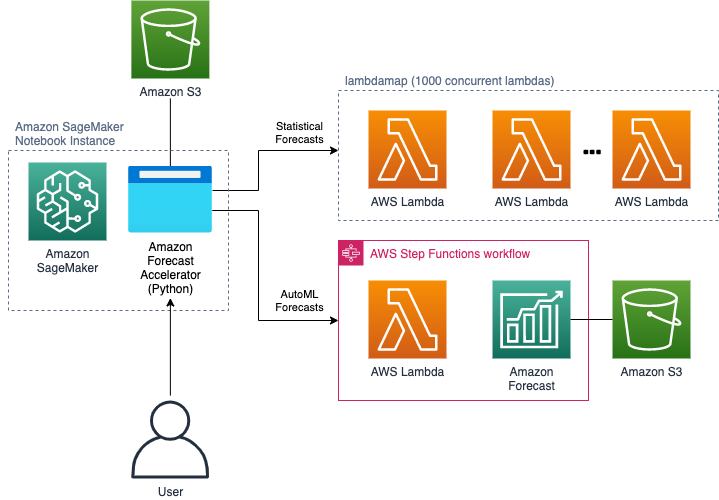 Amazon S3
lambdamap (1000 concurrent lambdas)
Amazon SageMaker
Notebook Instance
Statistical
Forecasts
AWS Lambda
AWS Lambda
AWS Lambda
Amazon
SageMaker
Amazon
Forecast
Accelerator
(Python)
AWS Step Functions workflow
AutoML
Forecasts
AWS Lambda
Amazon
Forecast
Amazon S3
User